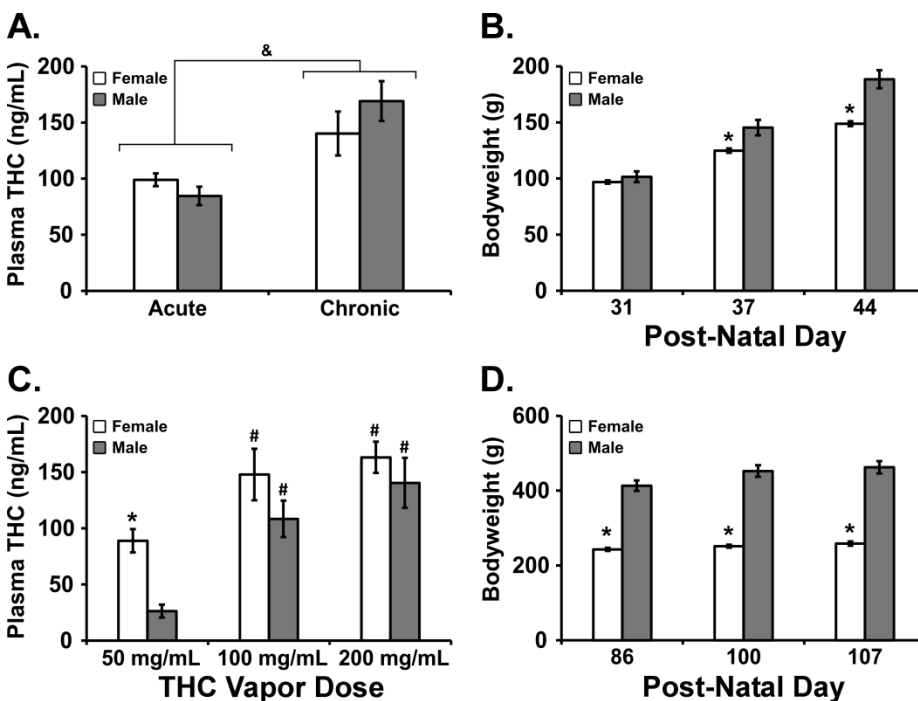 A.
Plasma THC (ng/mL)
200
150
100
50
0
Female
Male
&
Acute Chronic
B.
Bodyweight (g)
200
150
100
50
0
Female
Male
*
*
31 37 44
Post-Natal Day
C.
Plasma THC (ng/mL)
200
150
100
50
0
Female
Male
*
#
#
#
#
50 mg/mL 100 mg/mL 200 mg/mL
THC Vapor Dose
D.
Bodyweight (g)
600
400
200
0
Female
Male
*
*
*
86 100 107
Post-Natal Day